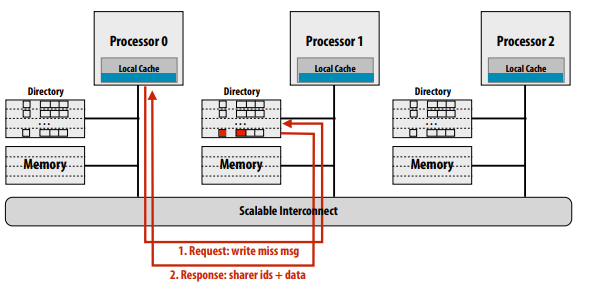 Processor 0
Local Cache
Processor 1
Local Cache
Processor 2
Local Cache
Directory
Directory
Directory
...
...
...
Memory
Memory
Memory
Scalable Interconnect
1. Request: write miss msg
2. Response: sharer ids + data